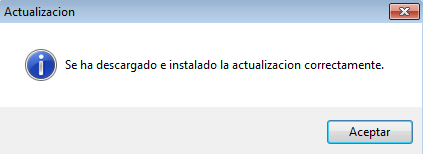 Actualizacion
Se ha descargado e instalado la actualizacion correctamente.
Aceptar